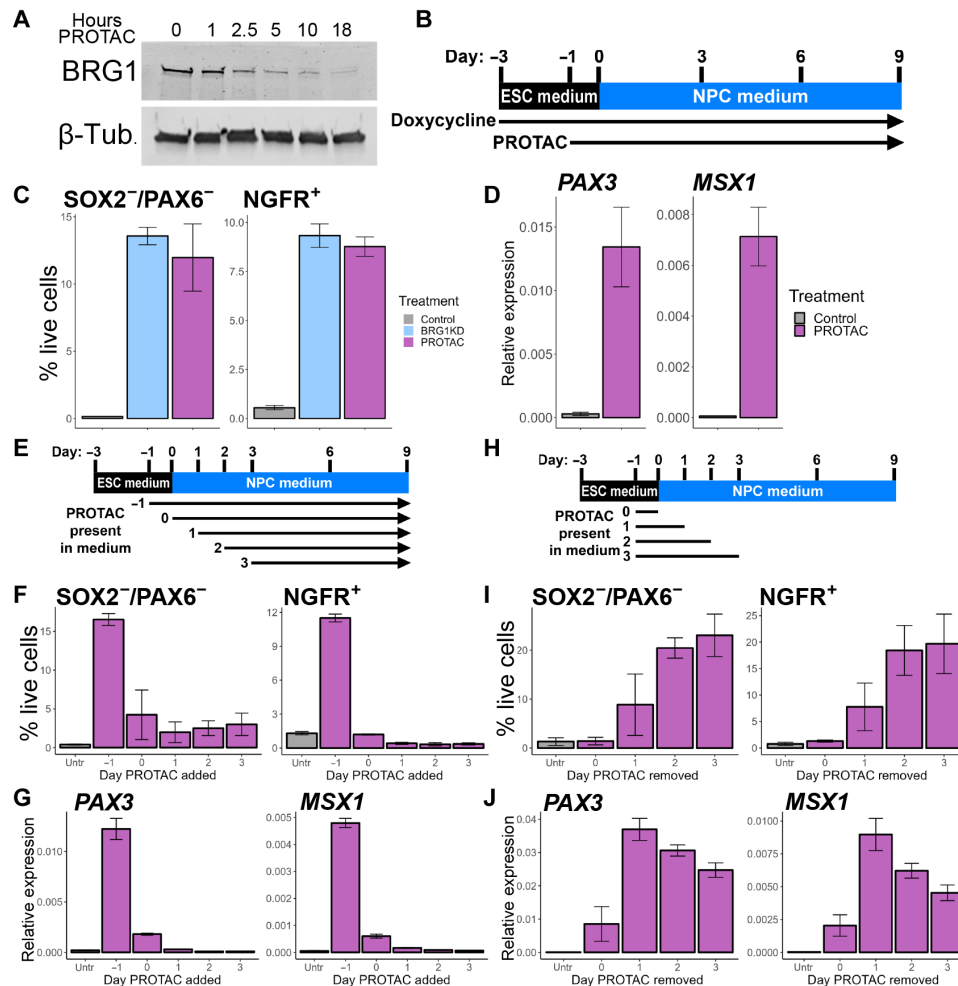 A
Hours
PROTAC
0 1 2.5 5 10 18
BRG1
β-Tub.
B
Day: –3 –1 0 3 6 9
ESC medium NPC medium
Doxycycline
PROTAC
C
SOX2⁻/PAX6⁻ NGFR⁺
% live cells
15
10
5
0
10.0
7.5
5.0
2.5
0.0
Treatment
Control
BRG1KD
PROTAC
D
PAX3 MSX1
Relative expression
0.015
0.010
0.005
0.000
0.008
0.006
0.004
0.002
0.000
Treatment
Control
PROTAC
E
Day: –3 –1 0 1 2 3 6 9
ESC medium NPC medium
PROTAC
present
in medium
–1
0
1
2
3
H
Day: –3 –1 0 1 2 3 6 9
ESC medium NPC medium
PROTAC
present
in medium
0
1
2
3
F
SOX2⁻/PAX6⁻ NGFR⁺
% live cells
15
10
5
0
12
9
6
3
0
Untr –1 0 1 2 3
Day PROTAC added
Untr –1 0 1 2 3
Day PROTAC added
I
SOX2⁻/PAX6⁻ NGFR⁺
% live cells
20
10
0
25
20
15
10
5
0
Untr 0 1 2 3
Day PROTAC removed
Untr 0 1 2 3
Day PROTAC removed
G
PAX3 MSX1
Relative expression
0.010
0.005
0.000
0.005
0.004
0.003
0.002
0.001
0.000
Untr –1 0 1 2 3
Day PROTAC added
Untr –1 0 1 2 3
Day PROTAC added
J
PAX3 MSX1
Relative expression
0.04
0.03
0.02
0.01
0.00
0.0100
0.0075
0.0050
0.0025
0.0000
Untr 0 1 2 3
Day PROTAC removed
Untr 0 1 2 3
Day PROTAC removed